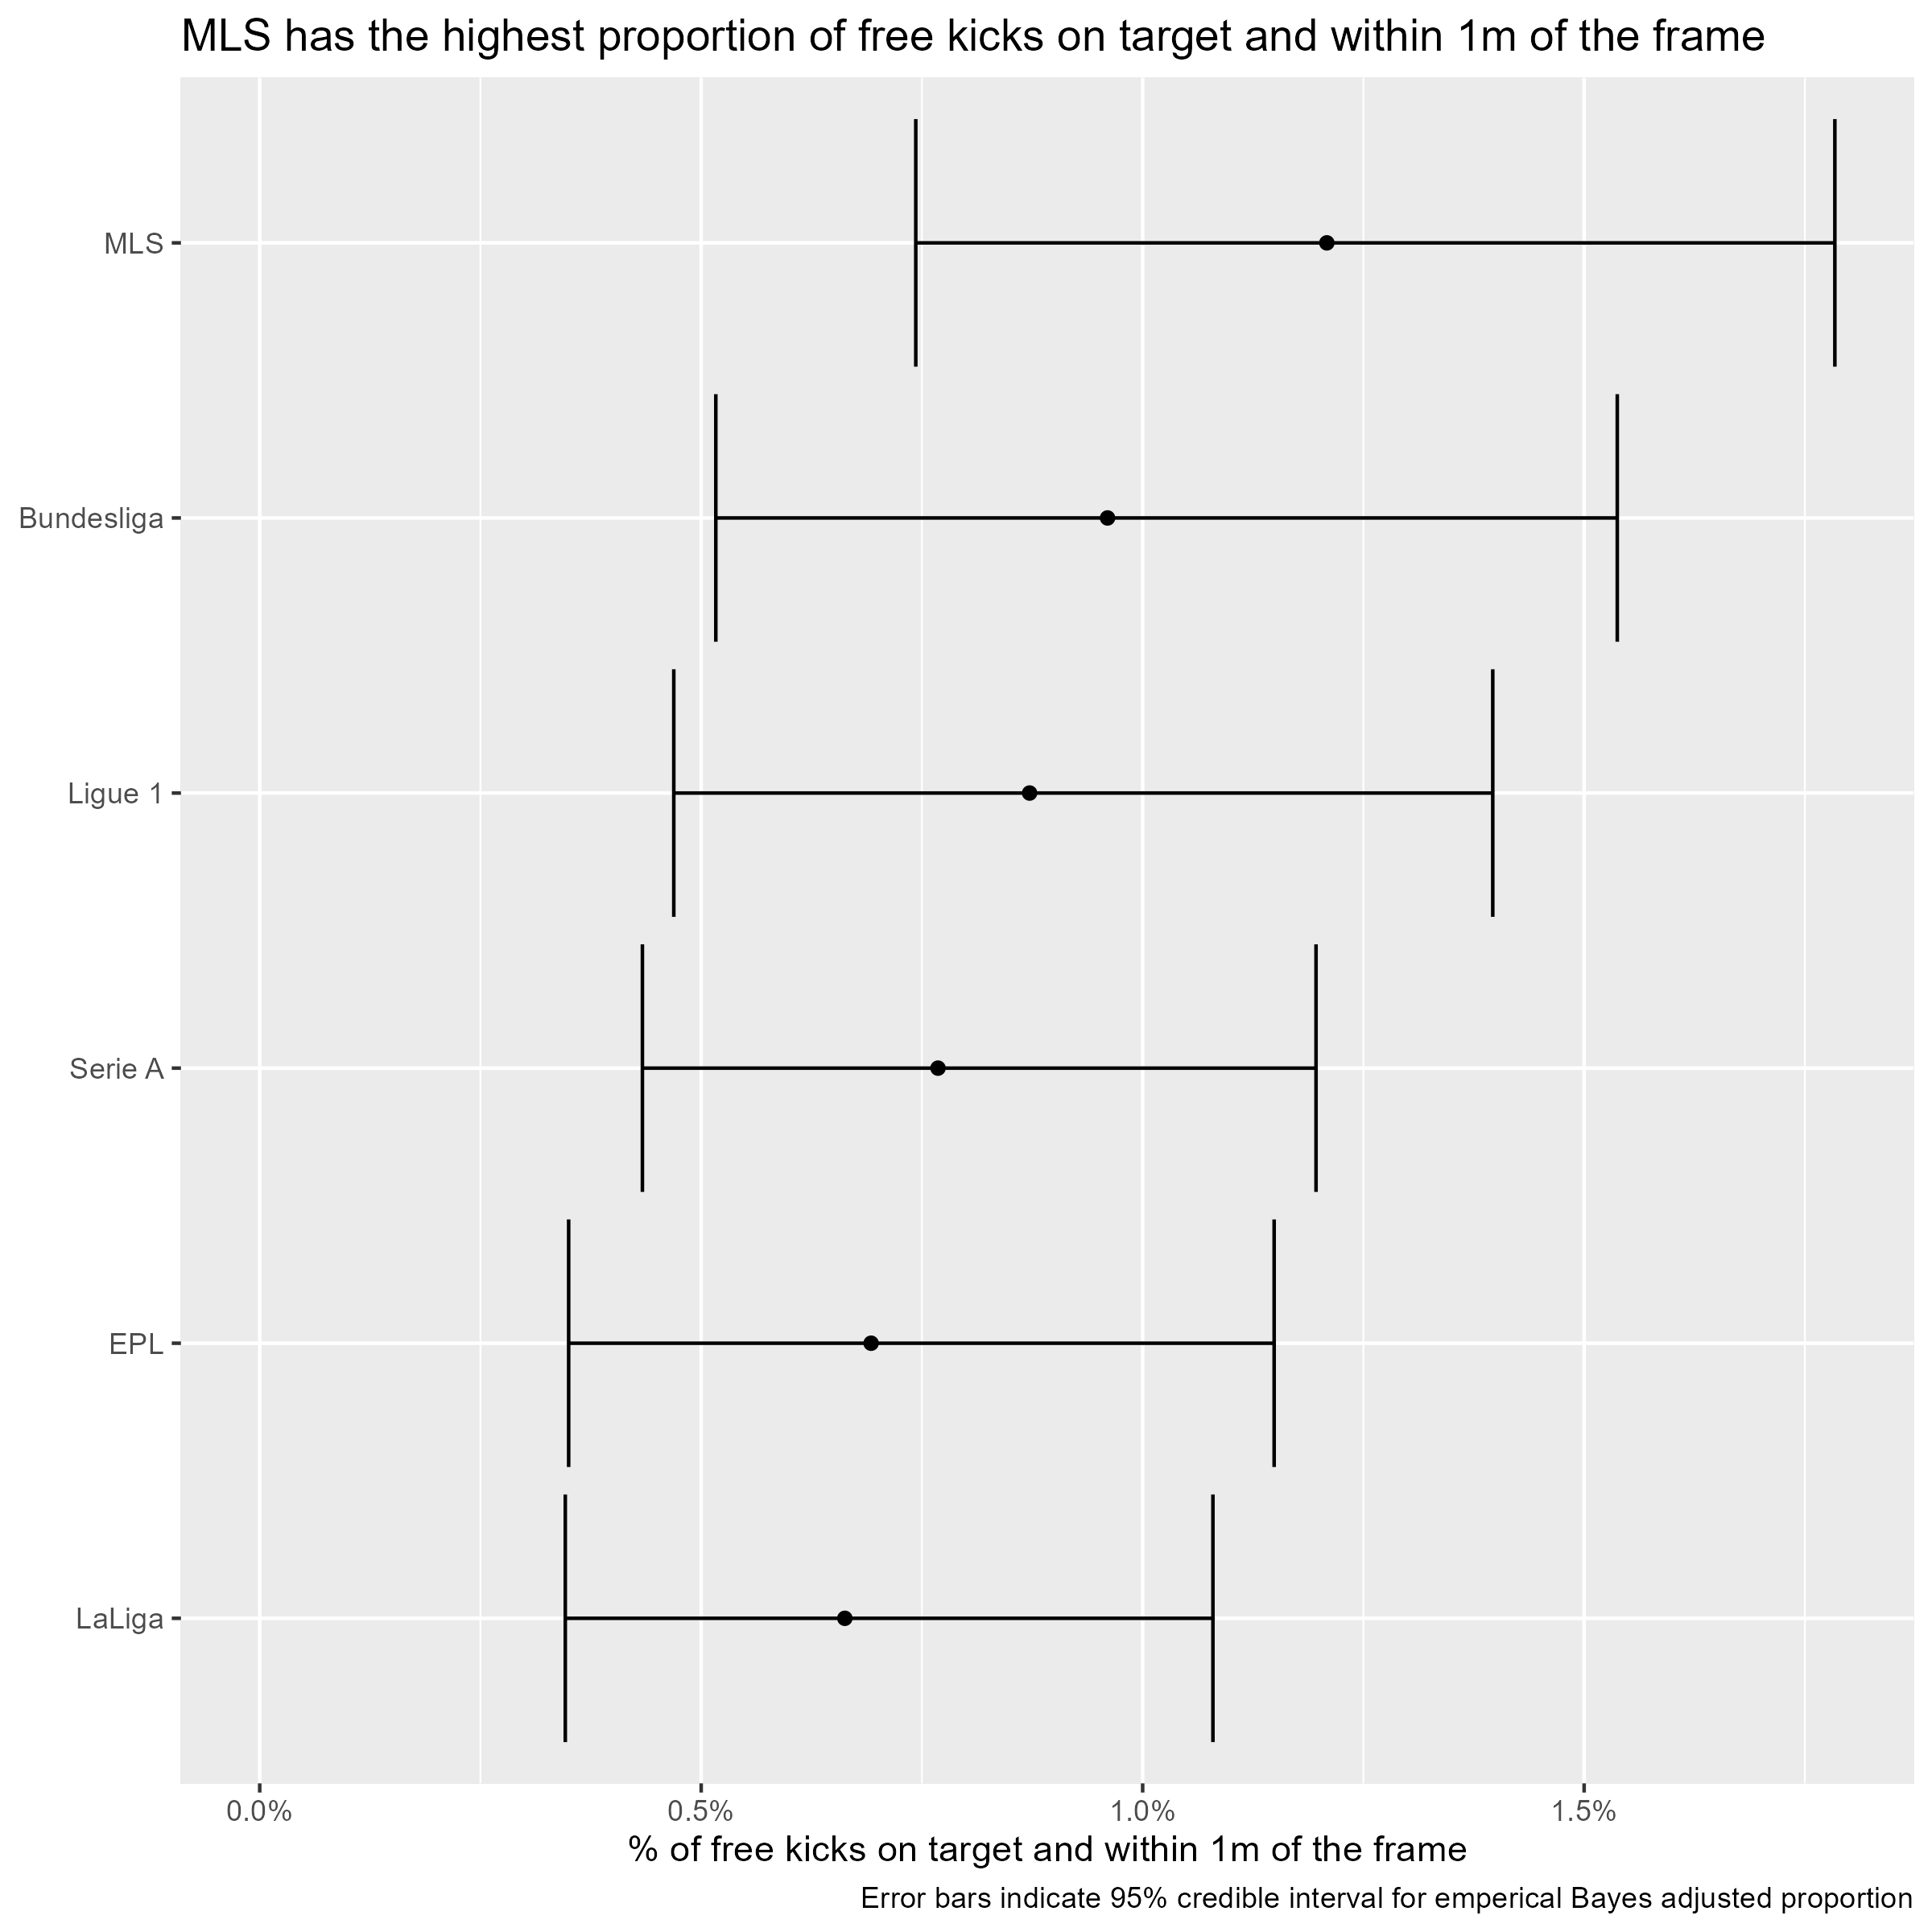 MLS has the highest proportion of free kicks on target and within 1m of the frame
MLS
Bundesliga
Ligue 1
Serie A
EPL
LaLiga
0.0%
0.5%
1.0%
1.5%
% of free kicks on target and within 1m of the frame
Error bars indicate 95% credible interval for emperical Bayes adjusted proportion